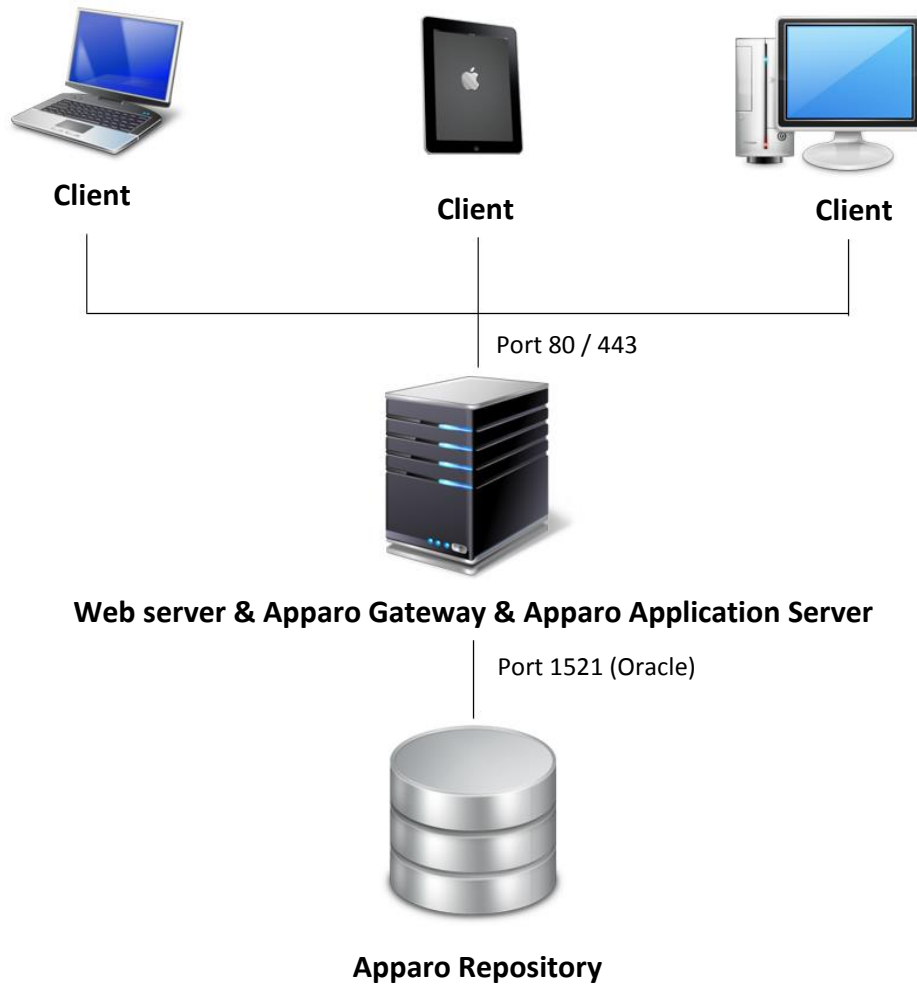 Client
Client
Client
Port 80 / 443
Web server & Apparo Gateway & Apparo Application Server
Port 1521 (Oracle)
Apparo Repository